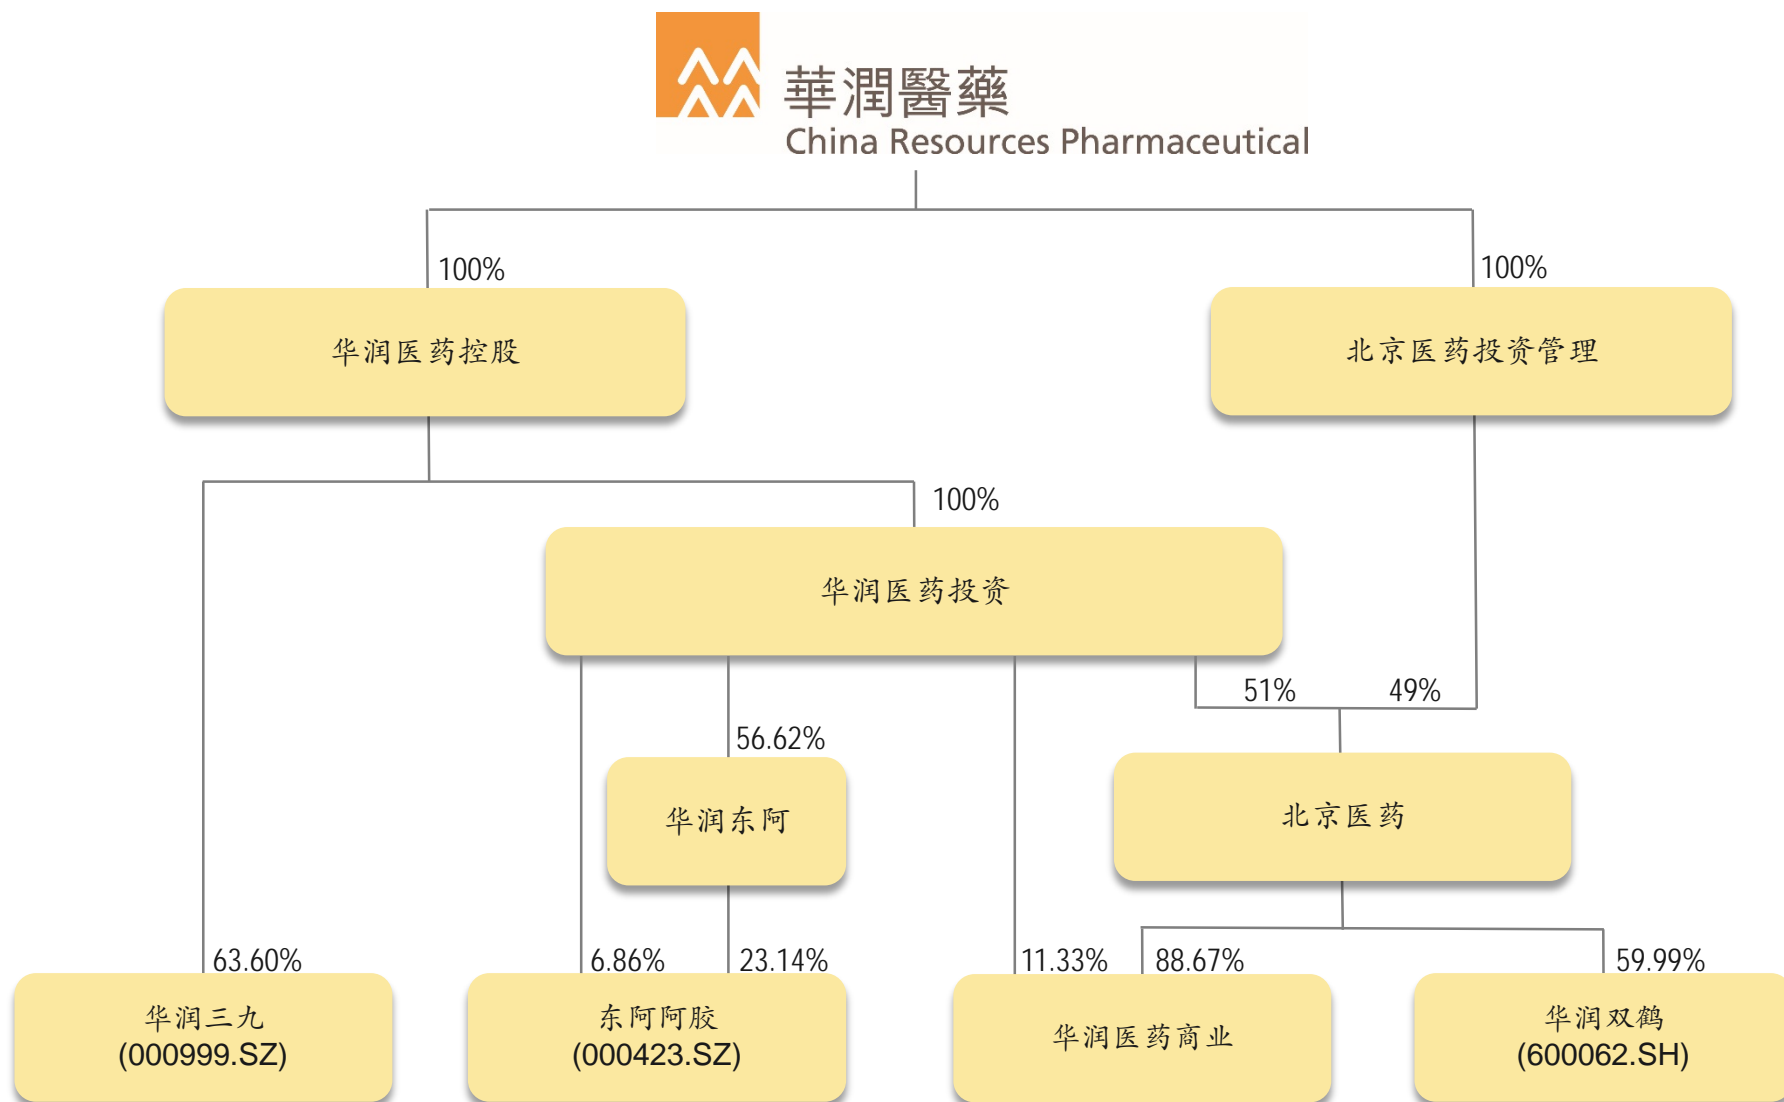 華潤醫藥
China Resources Pharmaceutical
100%
100%
华润医药控股
北京医药投资管理
100%
华润医药投资
51%
49%
56.62%
华润东阿
北京医药
63.60%
6.86%
23.14%
11.33%
88.67%
59.99%
华润三九
(000999.SZ)
东阿阿胶
(000423.SZ)
华润医药商业
华润双鹤
(600062.SH)